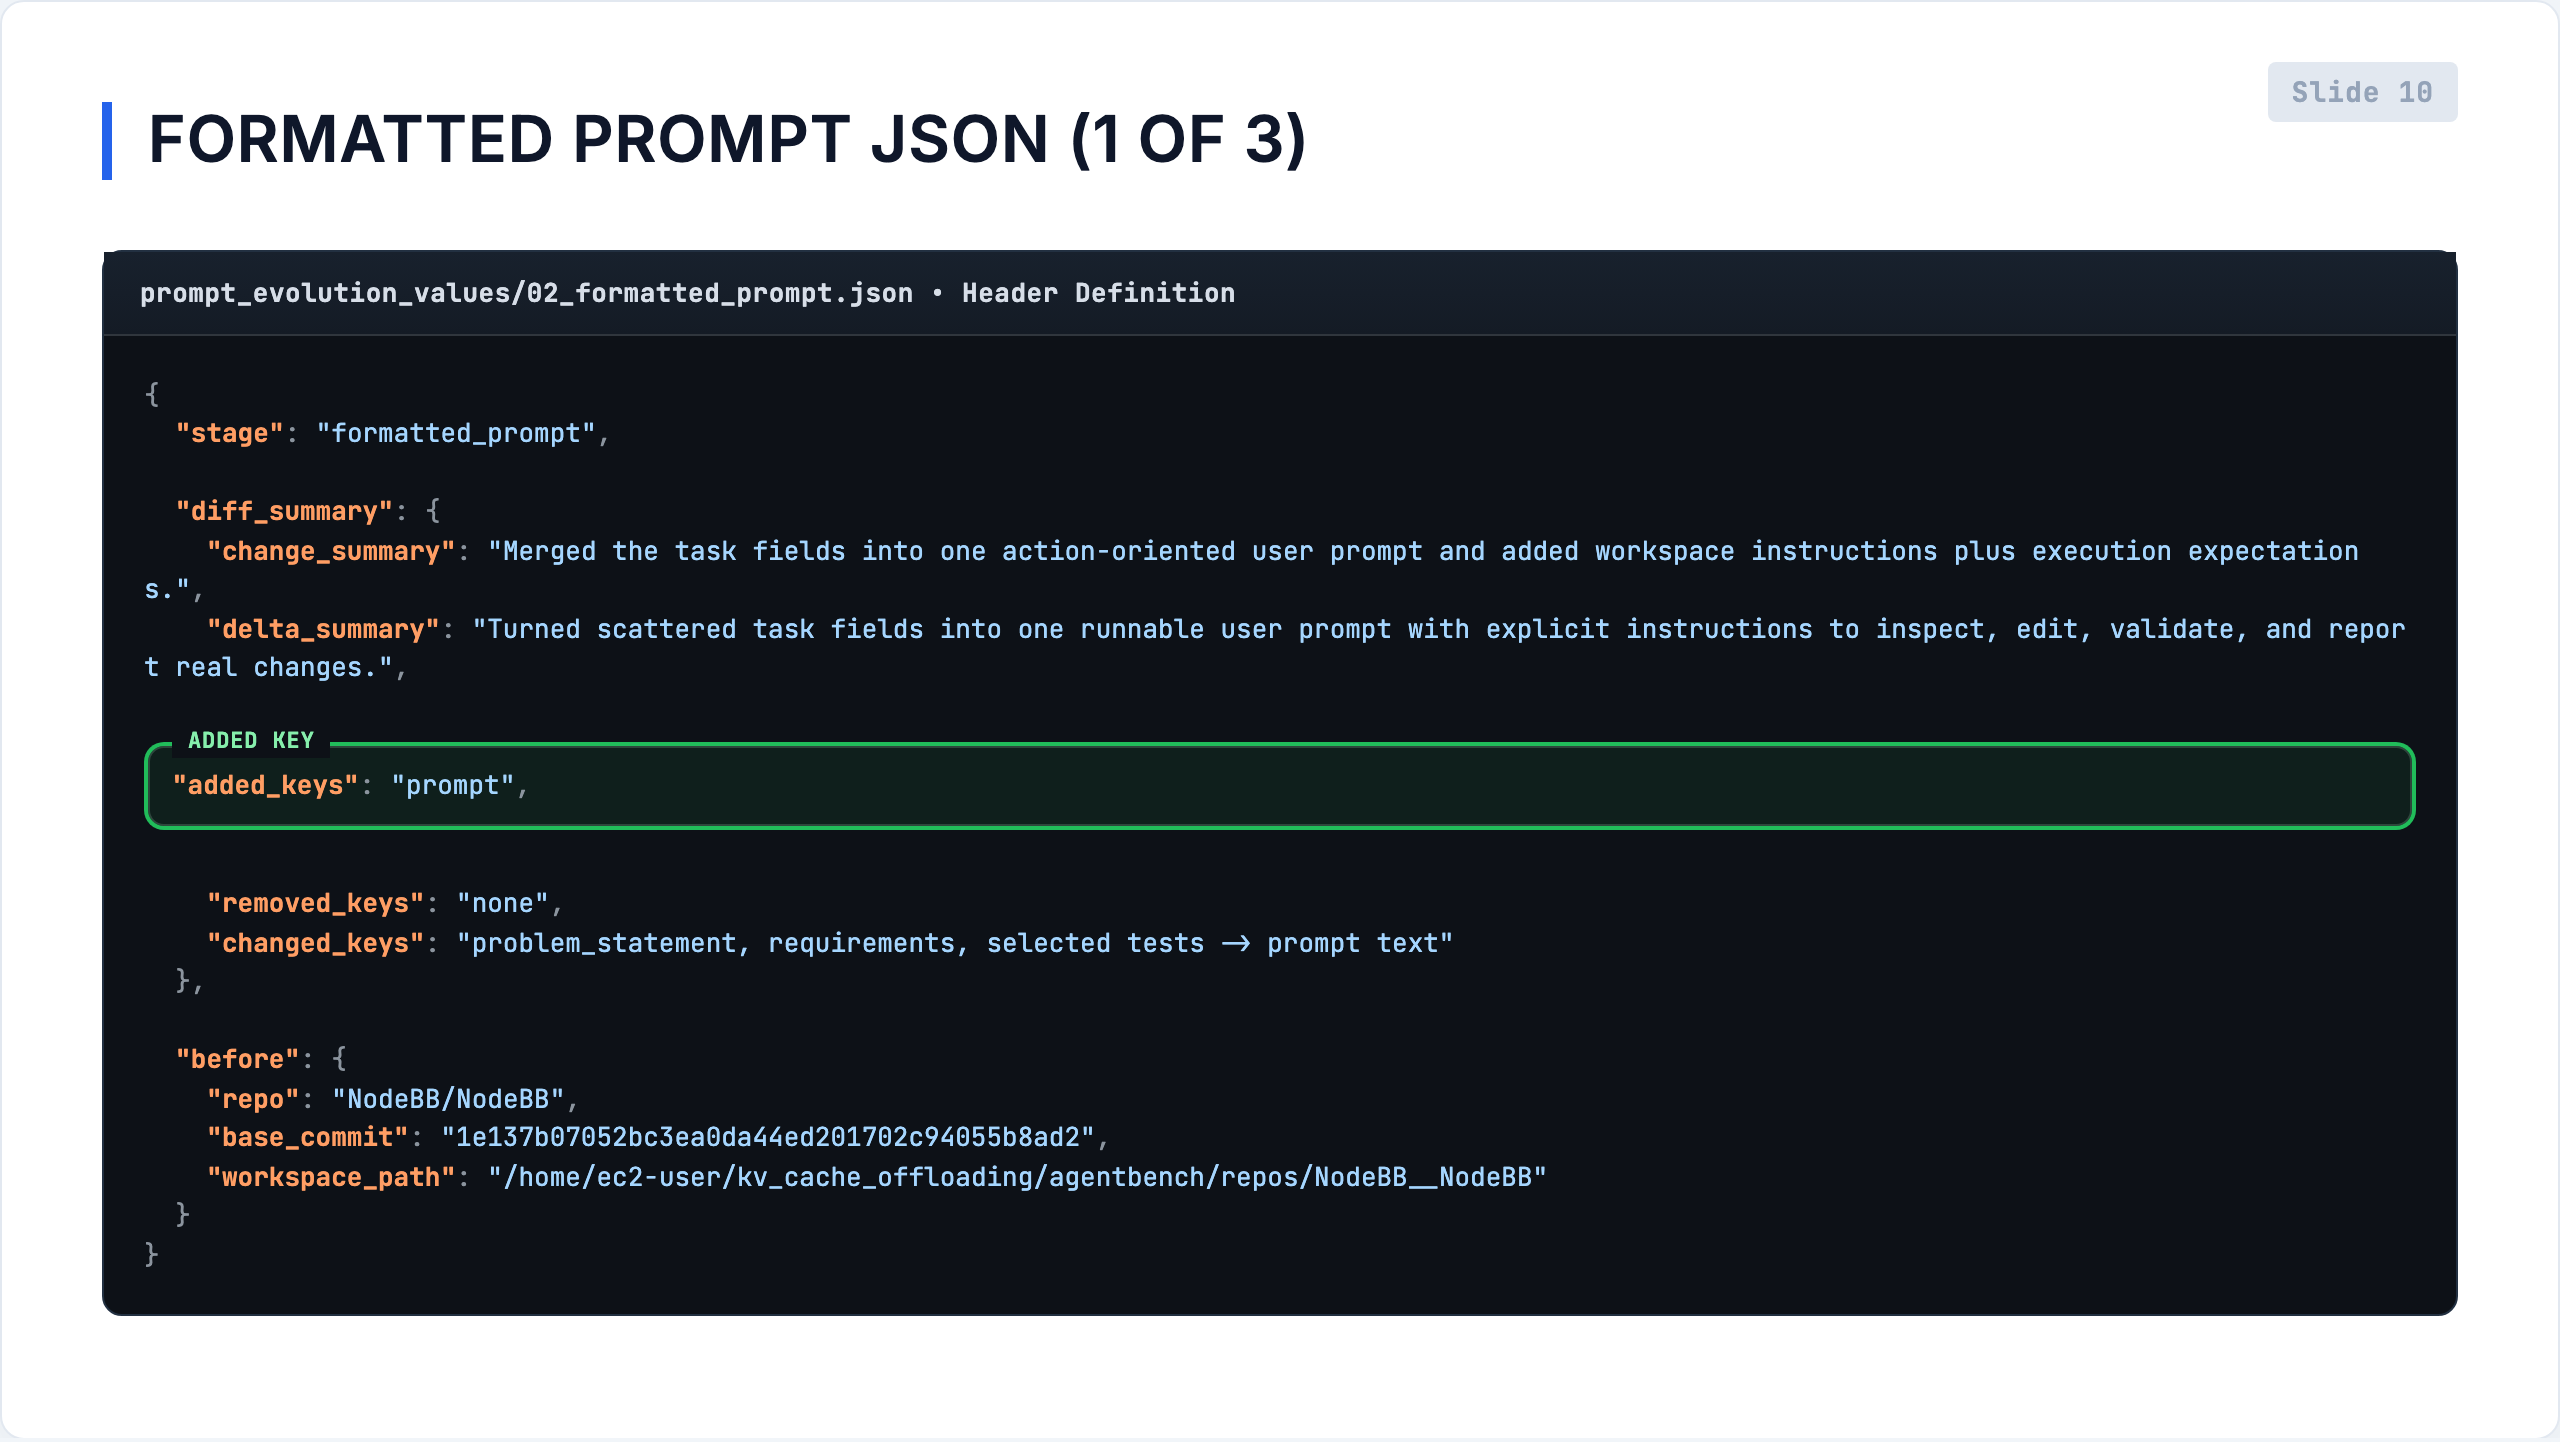 Slide 10
FORMATTED PROMPT JSON (1 OF 3)
prompt_evolution_values/02_formatted_prompt.json • Header Definition
{
"stage": "formatted_prompt",
"diff_summary": {
"change_summary": "Merged the task fields into one action-oriented user prompt and added workspace instructions plus execution expectation
s.",
"delta_summary": "Turned scattered task fields into one runnable user prompt with explicit instructions to inspect, edit, validate, and repor
t real changes.",
ADDED KEY
"added_keys": "prompt",
"removed_keys": "none",
"changed_keys": "problem_statement, requirements, selected tests → prompt text"
},
"before": {
"repo": "NodeBB/NodeBB",
"base_commit": "1e137b07052bc3ea0da44ed201702c94055b8ad2",
"workspace_path": "/home/ec2-user/kv_cache_offloading/agentbench/repos/NodeBB__NodeBB"
}
}